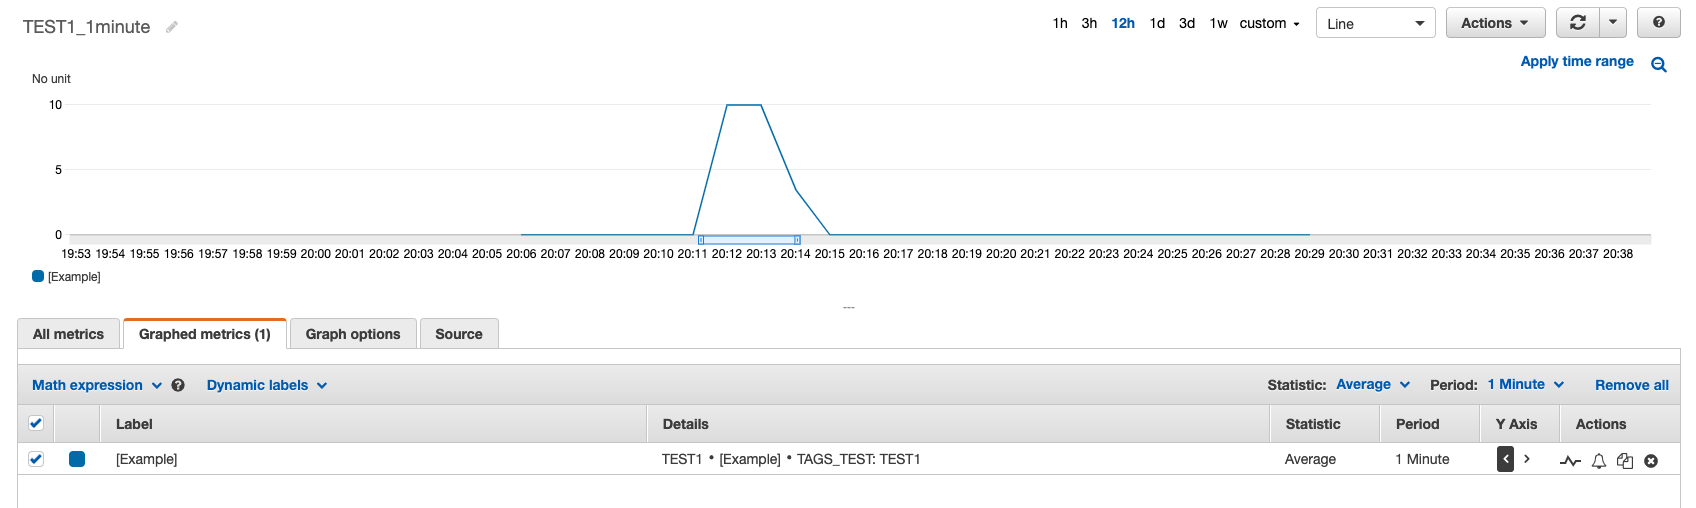 TEST1_1minute
1h 3h 12h 1d 3d 1w custom Line Actions
Apply time range
No unit
10
5
0
19:53 19:54 19:55 19:56 19:57 19:58 19:59 20:00 20:01 20:02 20:03 20:04 20:05 20:06 20:07 20:08 20:09 20:10 20:11 20:12 20:13 20:14 20:15 20:16 20:17 20:18 20:19 20:20 20:21 20:22 20:23 20:24 20:25 20:26 20:27 20:28 20:29 20:30 20:31 20:32 20:33 20:34 20:35 20:36 20:37 20:38
[Example]
All metrics Graphed metrics (1) Graph options Source
Math expression Dynamic labels Statistic: Average Period: 1 Minute Remove all
Label Details Statistic Period Y Axis Actions
[Example] TEST1 • [Example] • TAGS_TEST: TEST1 Average 1 Minute < >